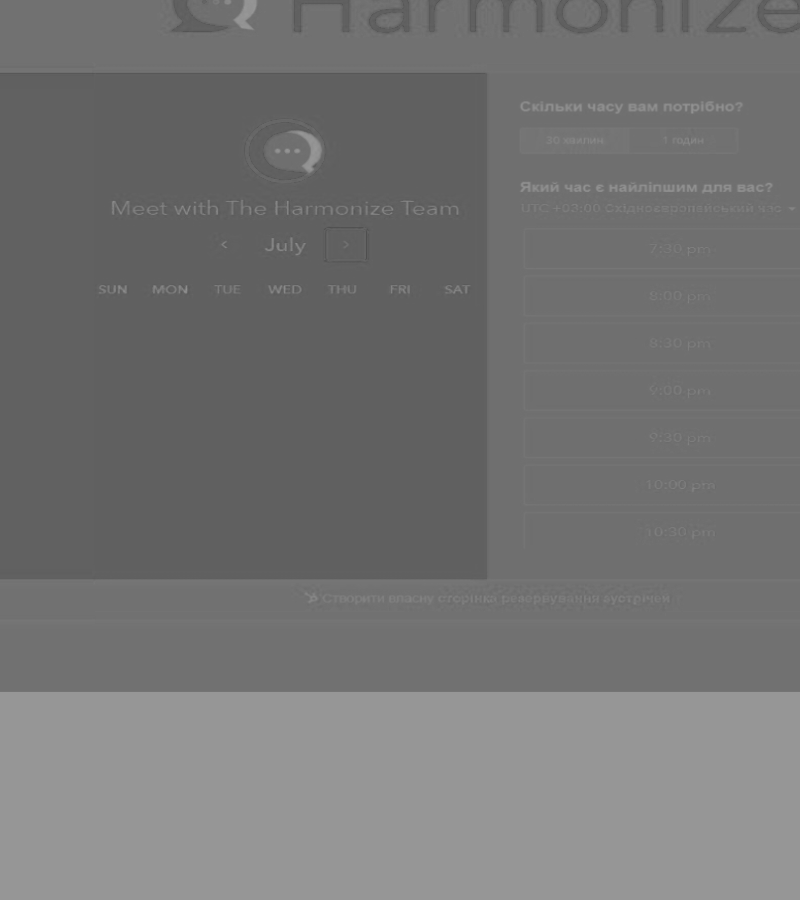 Harmonize
Meet with The Harmonize Team
July
SUN MON TUE WED THU FRI SAT
Скільки часу вам потрібно?
30 хвилин 1 годин
Який час є найліпшим для вас?
UTC +03:00 Східноєвропейський час
7:30 pm
8:00 pm
8:30 pm
9:00 pm
9:30 pm
10:00 pm
10:30 pm
Створити власну сторінка резервування зустрічей